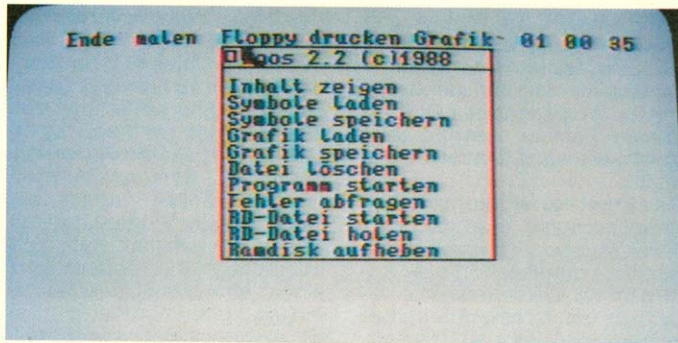 Ende malen Floppy drucken Grafik 01 00 35
2.2 (c)1988
Inhalt zeigen
Symbole laden
Symbole speichern
Grafik laden
Grafik speichern
Datei löschen
Programm starten
Fehler abfragen
RD-Datei starten
RD-Datei holen
Ramdisk aufheben